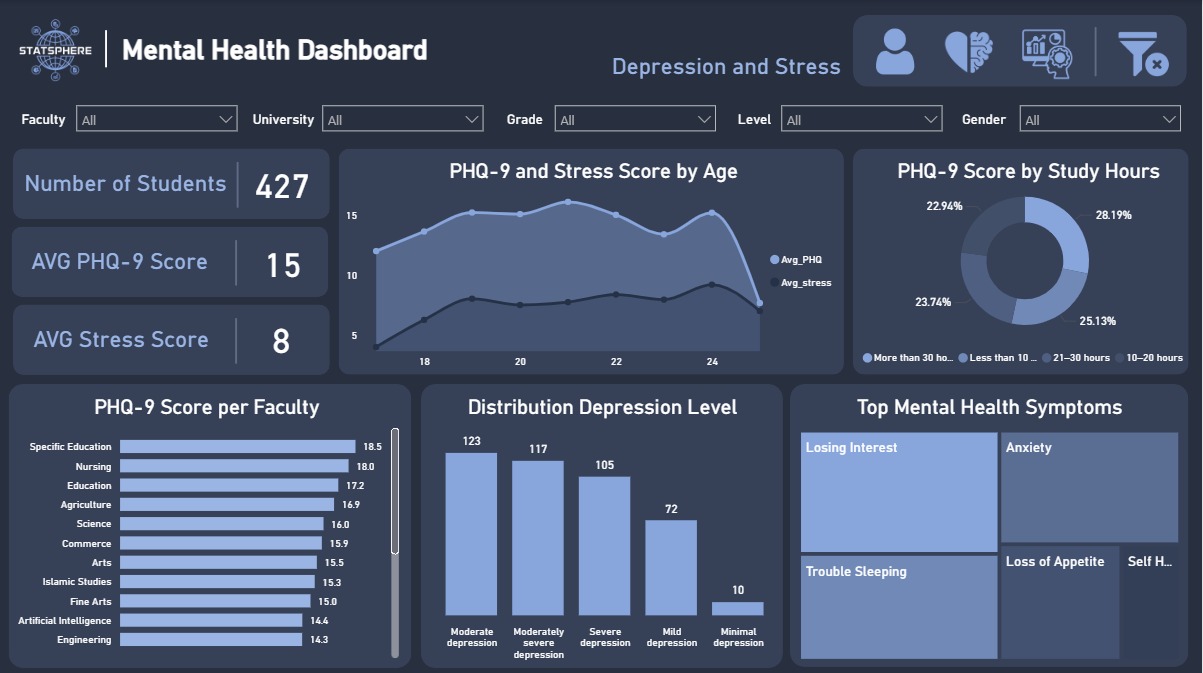 STATSPHERE
Mental Health Dashboard
Depression and Stress
Faculty All
University All
Grade All
Level All
Gender All
Number of Students 427
AVG PHQ-9 Score 15
AVG Stress Score 8
PHQ-9 and Stress Score by Age
15
10
5
18 20 22 24
Avg_PHQ
Avg_stress
PHQ-9 Score by Study Hours
22.94%
28.19%
23.74%
25.13%
More than 30 ho... Less than 10 ... 21–30 hours 10–20 hours
PHQ-9 Score per Faculty
Specific Education 18.5
Nursing 18.0
Education 17.2
Agriculture 16.9
Science 16.0
Commerce 15.9
Arts 15.5
Islamic Studies 15.3
Fine Arts 15.0
Artificial Intelligence 14.4
Engineering 14.3
Distribution Depression Level
123
117
105
72
10
Moderate depression
Moderately severe depression
Severe depression
Mild depression
Minimal depression
Top Mental Health Symptoms
Losing Interest
Anxiety
Trouble Sleeping
Loss of Appetite
Self H...